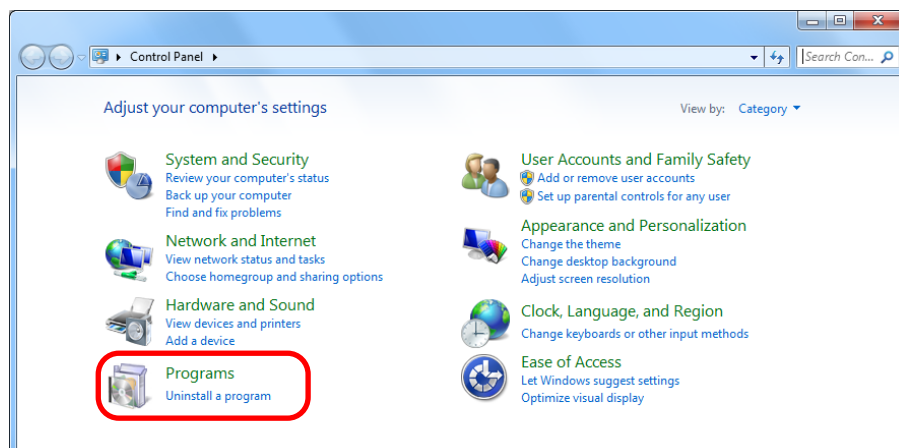 Control Panel
Search Con...
Adjust your computer's settings
View by: Category
System and Security
Review your computer's status
Back up your computer
Find and fix problems
Network and Internet
View network status and tasks
Choose homegroup and sharing options
Hardware and Sound
View devices and printers
Add a device
Programs
Uninstall a program
User Accounts and Family Safety
Add or remove user accounts
Set up parental controls for any user
Appearance and Personalization
Change the theme
Change desktop background
Adjust screen resolution
Clock, Language, and Region
Change keyboards or other input methods
Ease of Access
Let Windows suggest settings
Optimize visual display